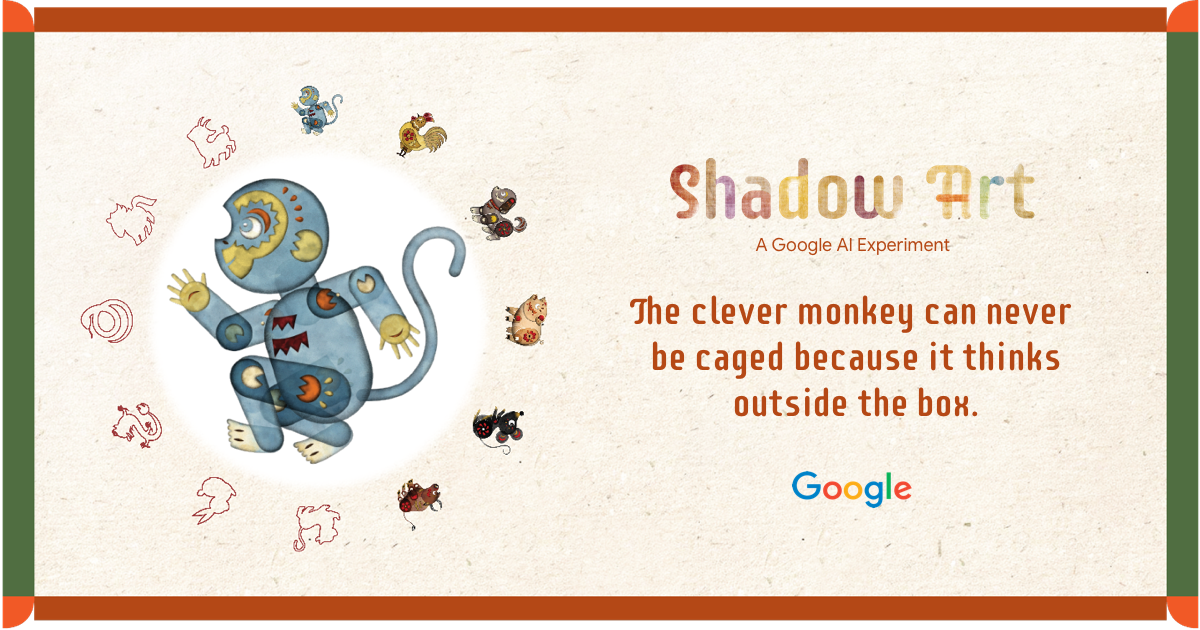 Shadow Art
A Google AI Experiment
The clever monkey can never
be caged because it thinks
outside the box.
Google